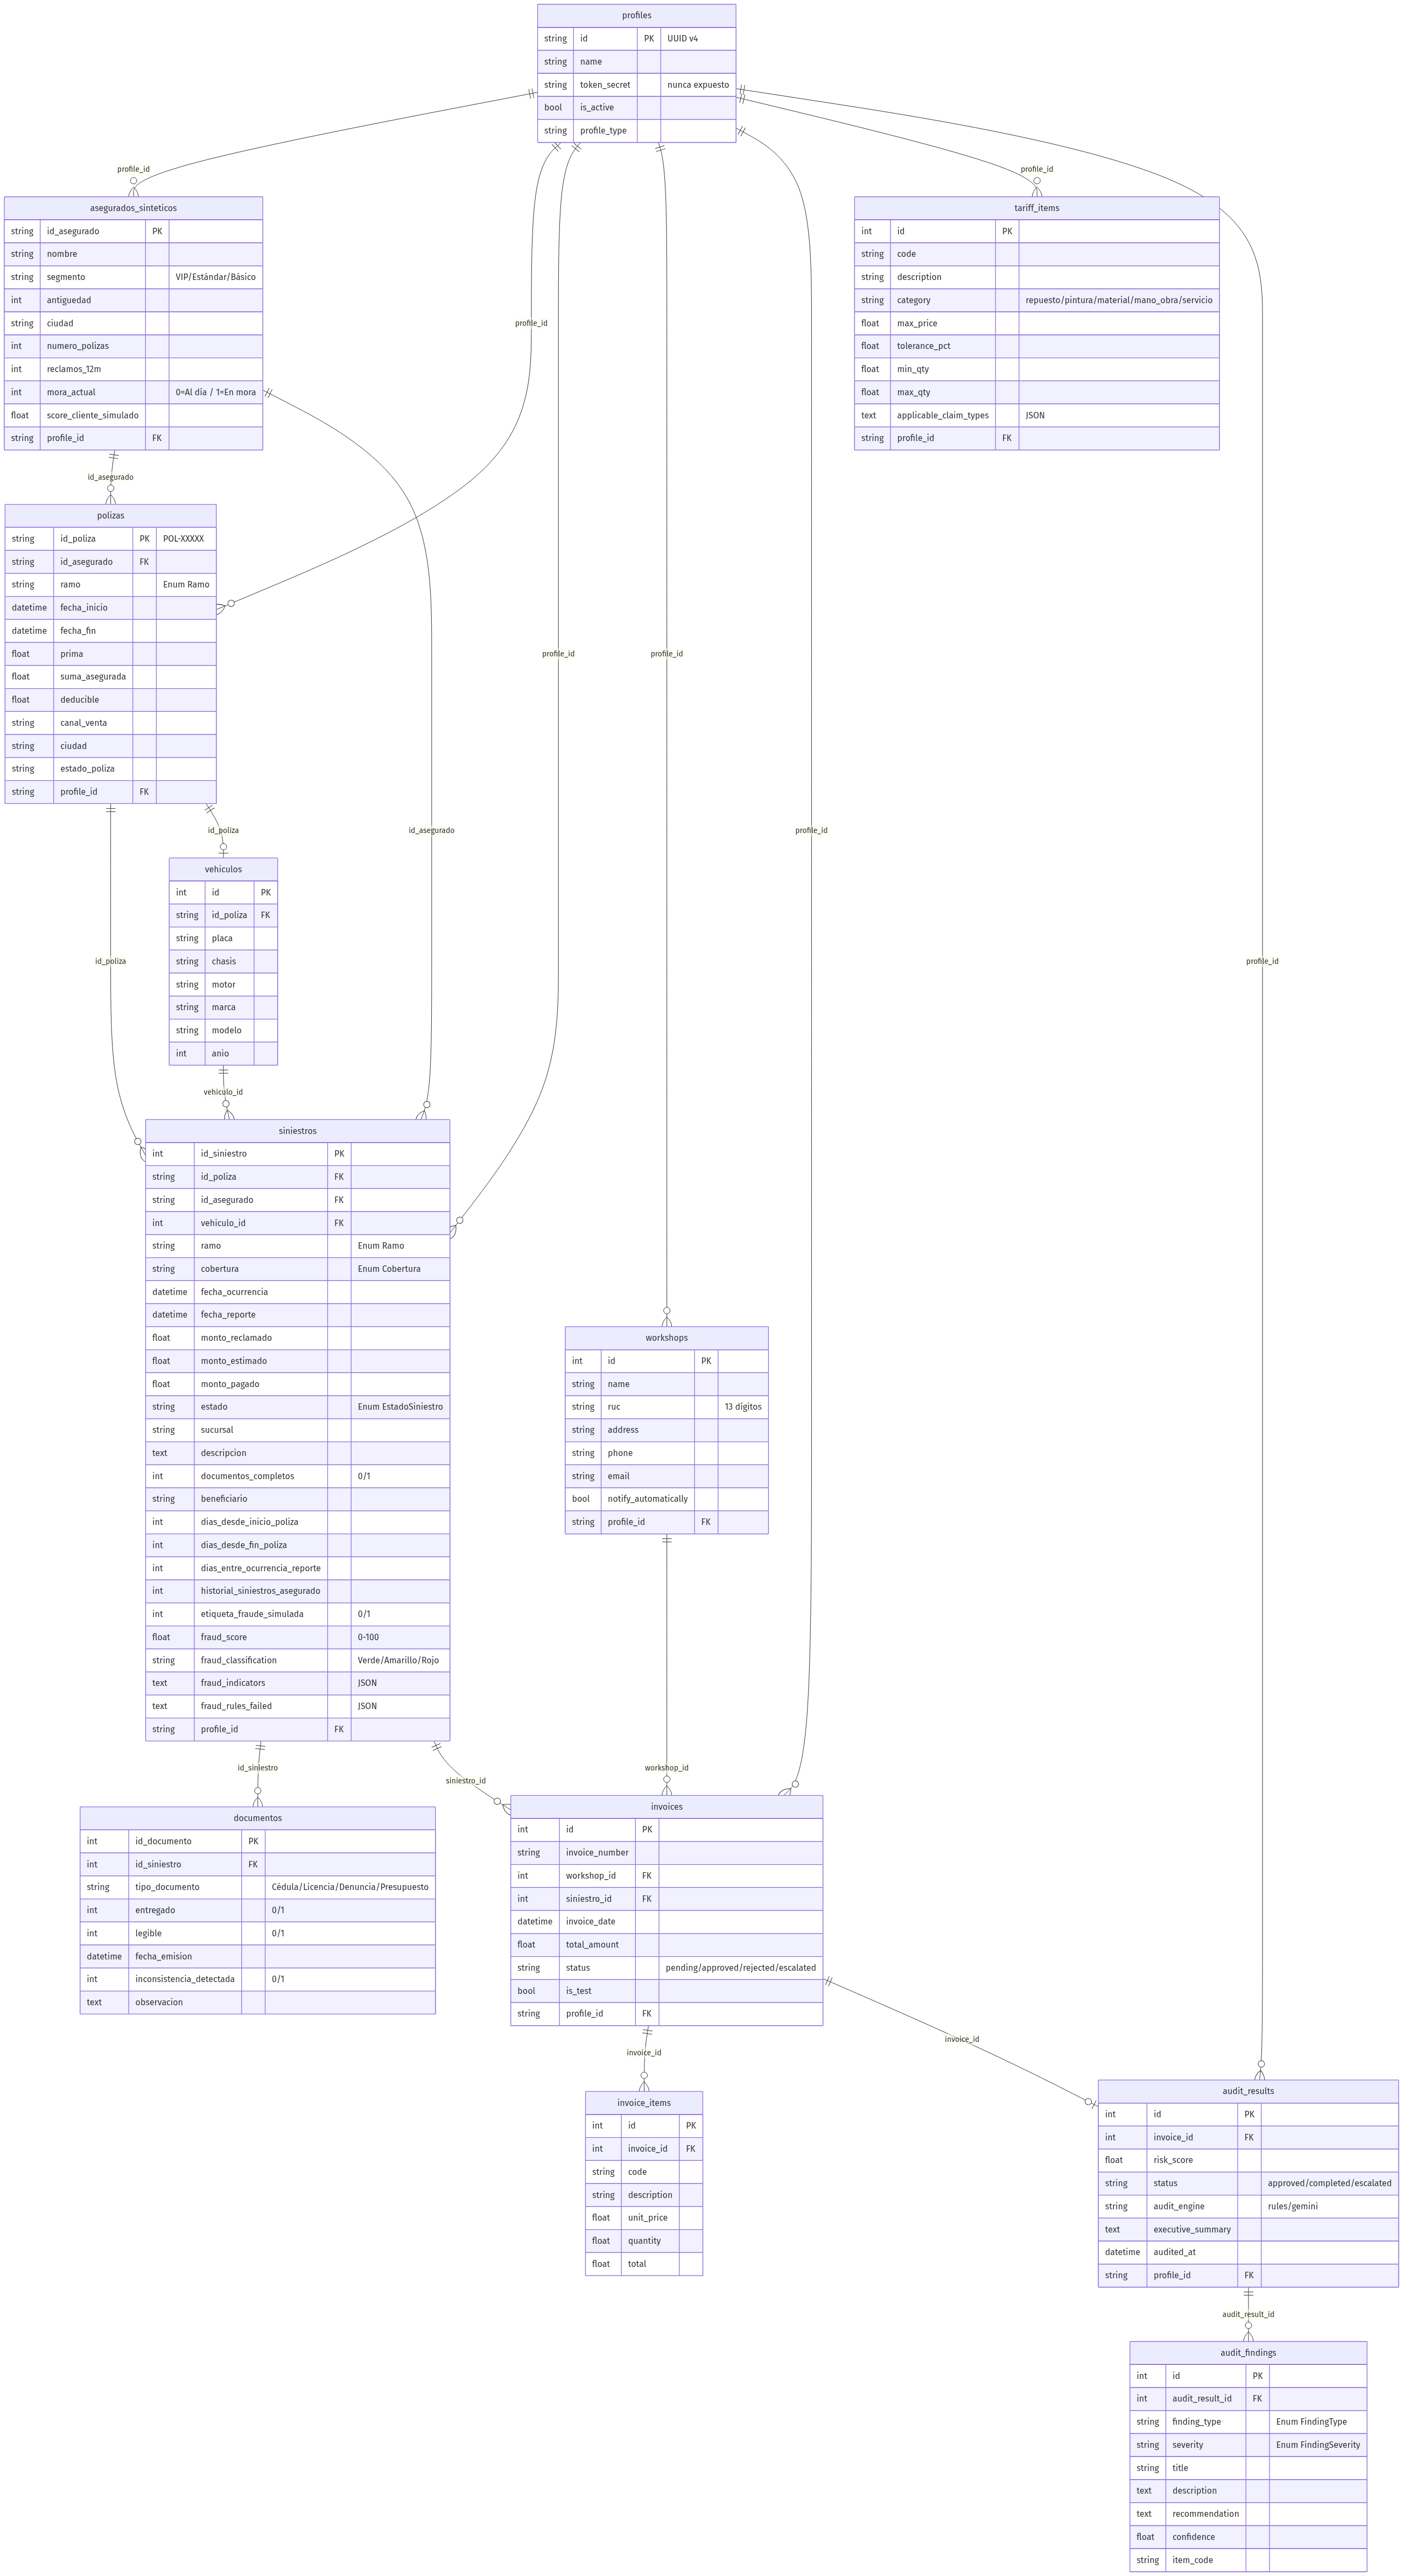 profiles
string id PK UUID v4
string name
string token_secret nunca expuesto
bool is_active
string profile_type
profile_id
profile_id
asegurados_sinteticos
string id_asegurado PK
string nombre
string segmento VIP/Estándar/Básico
int antiguedad
string ciudad
int numero_polizas
int reclamos_12m
int mora_actual 0=Al día / 1=En mora
float score_cliente_simulado
string profile_id FK
tariff_items
int id PK
string code
string description
string category repuesto/pintura/material/mano_obra/servicio
float max_price
float tolerance_pct
float min_qty
float max_qty
text applicable_claim_types JSON
string profile_id FK
profile_id
id_asegurado
polizas
string id_poliza PK POL-XXXXX
string id_asegurado FK
string ramo Enum Ramo
datetime fecha_inicio
datetime fecha_fin
float prima
float suma_asegurada
float deducible
string canal_venta
string ciudad
string estado_poliza
string profile_id FK
profile_id
profile_id
id_poliza
id_asegurado
profile_id
vehiculos
int id PK
string id_poliza FK
string placa
string chasis
string motor
string marca
string modelo
int anio
id_poliza
profile_id
vehiculo_id
siniestros
int id_siniestro PK
string id_poliza FK
string id_asegurado FK
int vehiculo_id FK
string ramo Enum Ramo
string cobertura Enum Cobertura
datetime fecha_ocurrencia
datetime fecha_reporte
float monto_reclamado
float monto_estimado
float monto_pagado
string estado Enum EstadoSiniestro
string sucursal
text descripcion
int documentos_completos 0/1
string beneficiario
int dias_desde_inicio_poliza
int dias_desde_fin_poliza
int dias_entre_ocurrencia_reporte
int historial_siniestros_asegurado
int etiqueta_fraude_simulada 0/1
float fraud_score 0-100
string fraud_classification Verde/Amarillo/Rojo
text fraud_indicators JSON
text fraud_rules_failed JSON
string profile_id FK
workshops
int id PK
string name
string ruc 13 dígitos
string address
string phone
string email
bool notify_automatically
string profile_id FK
id_siniestro
siniestro_id
workshop_id
documentos
int id_documento PK
int id_siniestro FK
string tipo_documento Cédula/Licencia/Denuncia/Presupuesto
int entregado 0/1
int legible 0/1
datetime fecha_emision
int inconsistencia_detectada 0/1
text observacion
invoices
int id PK
string invoice_number
int workshop_id FK
int siniestro_id FK
datetime invoice_date
float total_amount
string status pending/approved/rejected/escalated
bool is_test
string profile_id FK
invoice_id
invoice_id
invoice_items
int id PK
int invoice_id FK
string code
string description
float unit_price
float quantity
float total
audit_results
int id PK
int invoice_id FK
float risk_score
string status approved/completed/escalated
string audit_engine rules/gemini
text executive_summary
datetime audited_at
string profile_id FK
audit_result_id
audit_findings
int id PK
int audit_result_id FK
string finding_type Enum FindingType
string severity Enum FindingSeverity
string title
text description
text recommendation
float confidence
string item_code